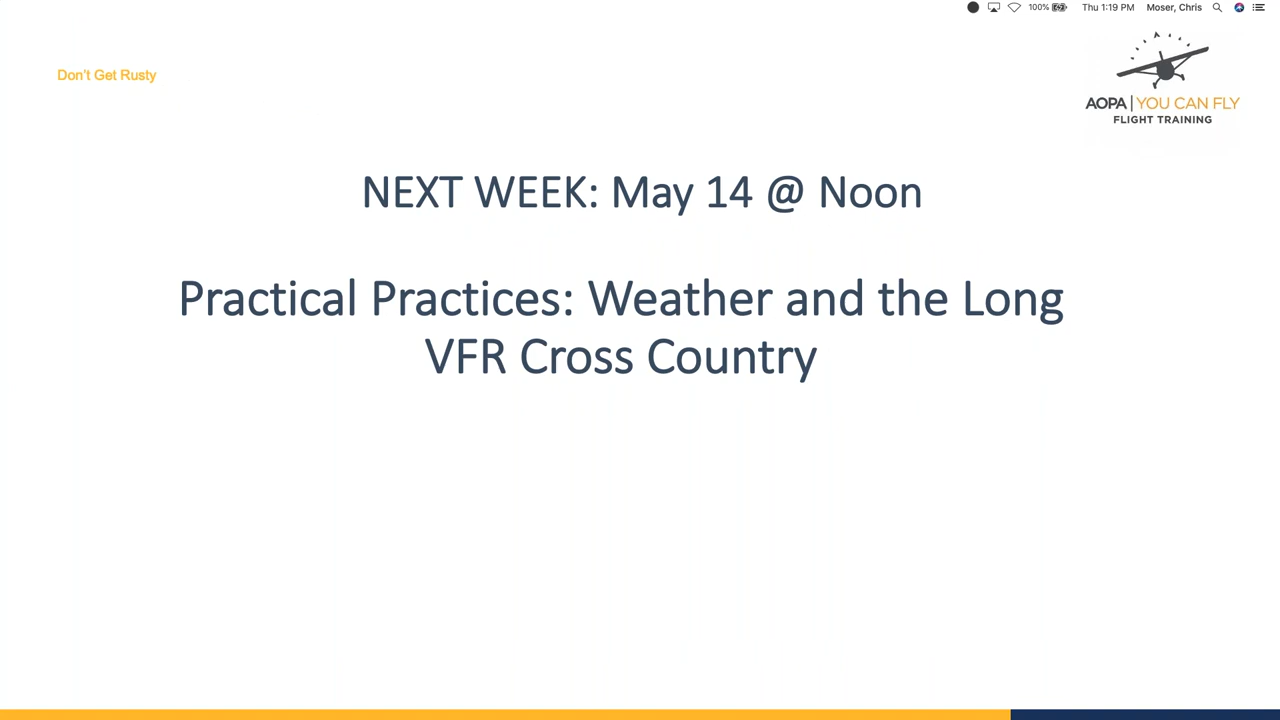 100% Thu 1:19 PM Moser, Chris
Don't Get Rusty
AOPA | YOU CAN FLY
FLIGHT TRAINING
NEXT WEEK: May 14 @ Noon
Practical Practices: Weather and the Long
VFR Cross Country